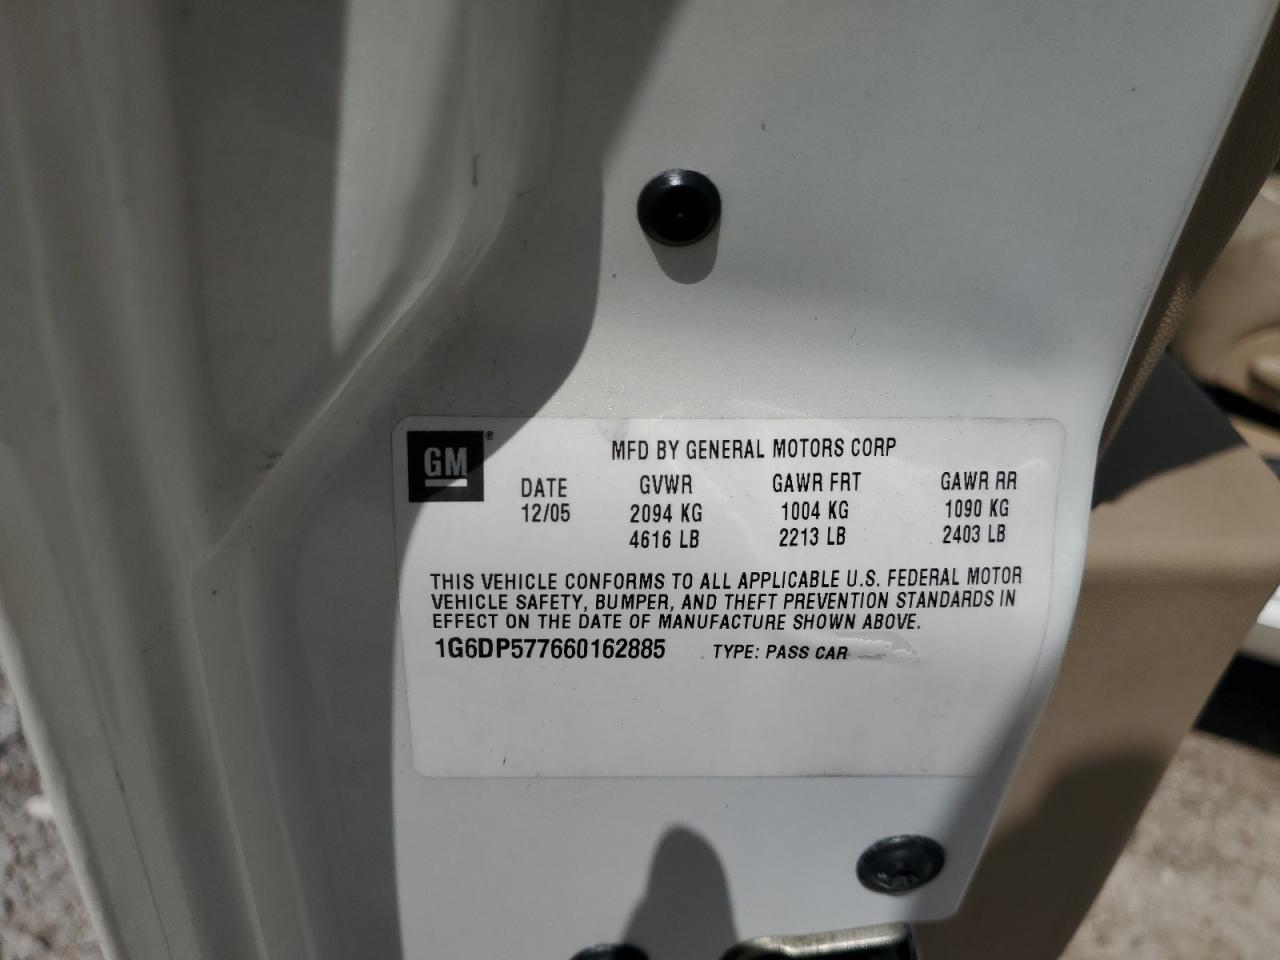 GM®
MFD BY GENERAL MOTORS CORP
DATE GVWR GAWR FRT GAWR RR
12/05 2094 KG 1004 KG 1090 KG
4616 LB 2213 LB 2403 LB
THIS VEHICLE CONFORMS TO ALL APPLICABLE U.S. FEDERAL MOTOR
VEHICLE SAFETY, BUMPER, AND THEFT PREVENTION STANDARDS IN
EFFECT ON THE DATE OF MANUFACTURE SHOWN ABOVE.
1G6DP577660162885 TYPE: PASS CAR